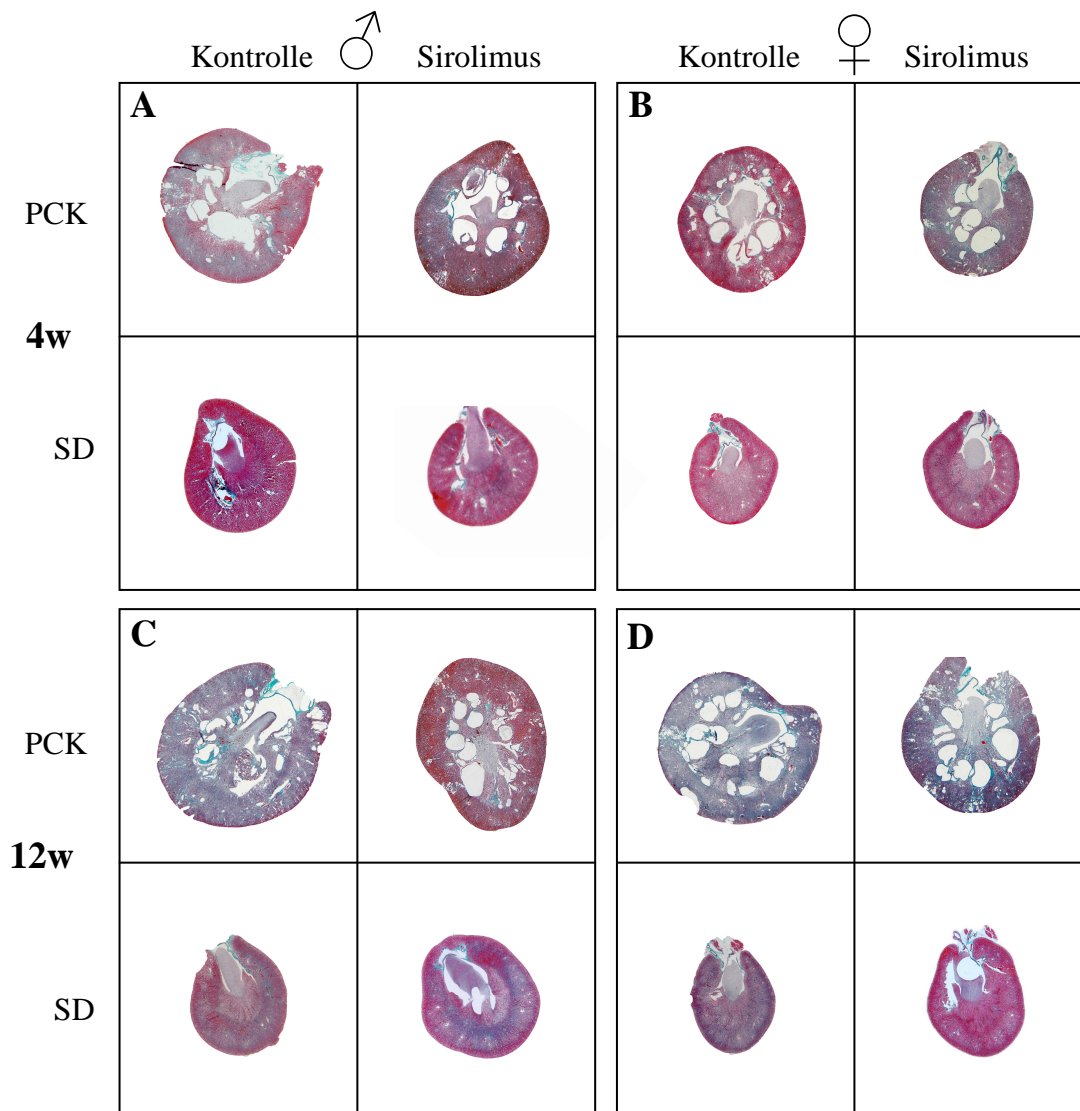 Kontrolle ♂ Sirolimus Kontrolle ♀ Sirolimus
A B
PCK
4w
SD
C D
PCK
12w
SD